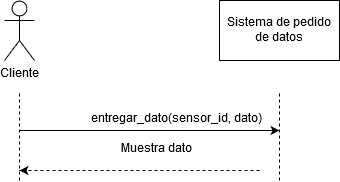 Sistema de pedido
de datos
Cliente
entregar_dato(sensor_id, dato)
Muestra dato